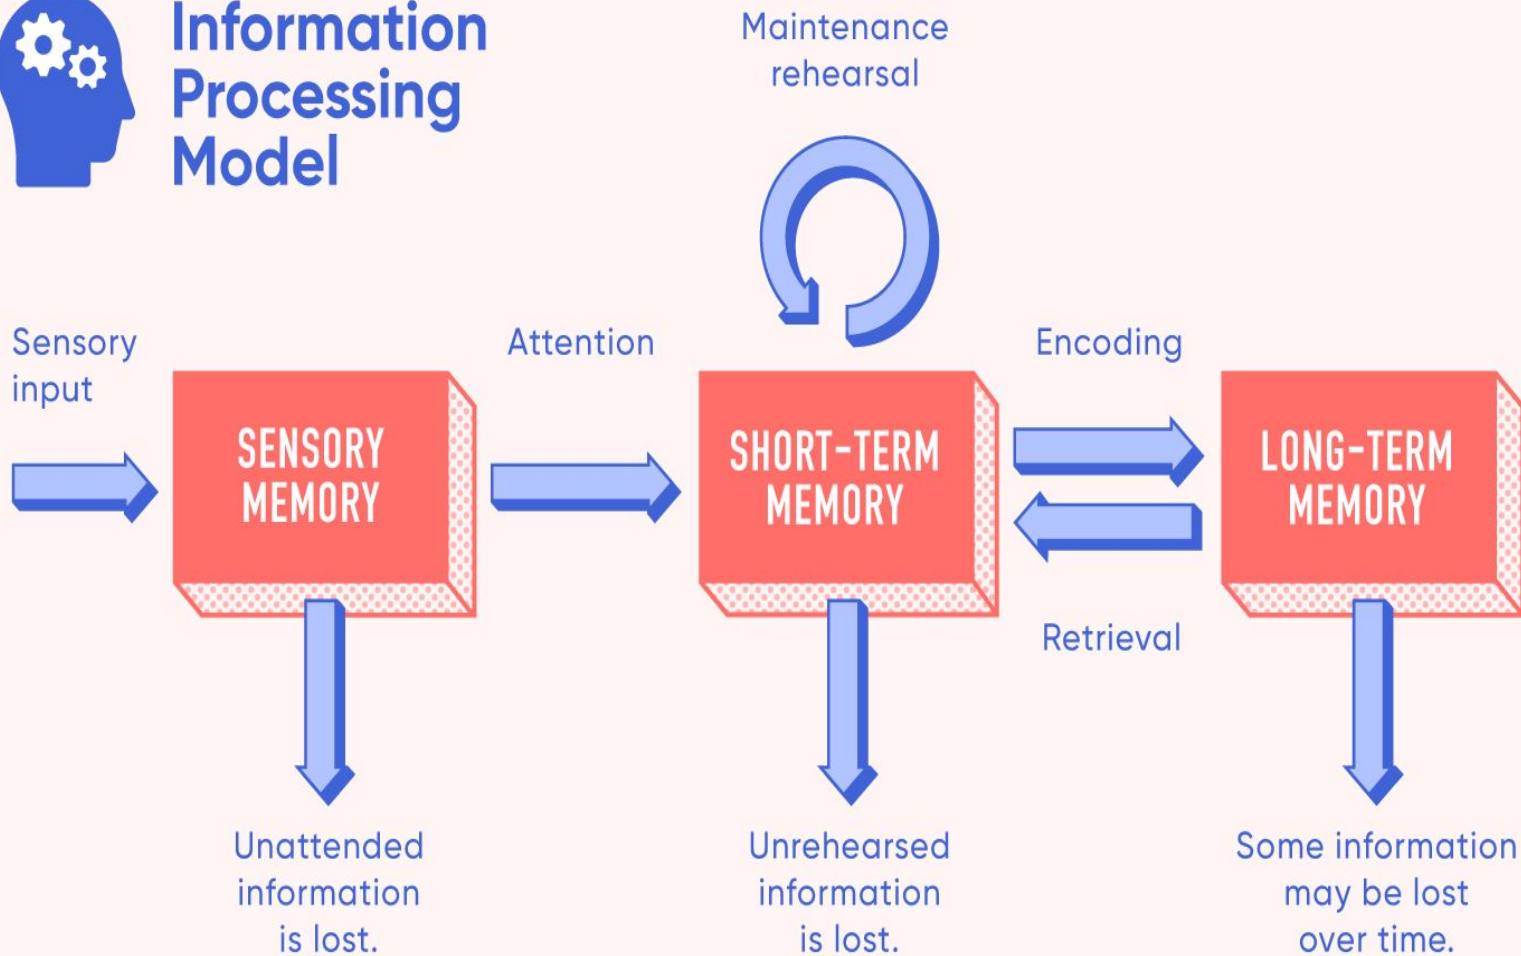 Information
Processing
Model
Maintenance
rehearsal
Sensory
input
Attention
Encoding
SENSORY
MEMORY
SHORT-TERM
MEMORY
LONG-TERM
MEMORY
Retrieval
Unattended
information
is lost.
Unrehearsed
information
is lost.
Some information
may be lost
over time.